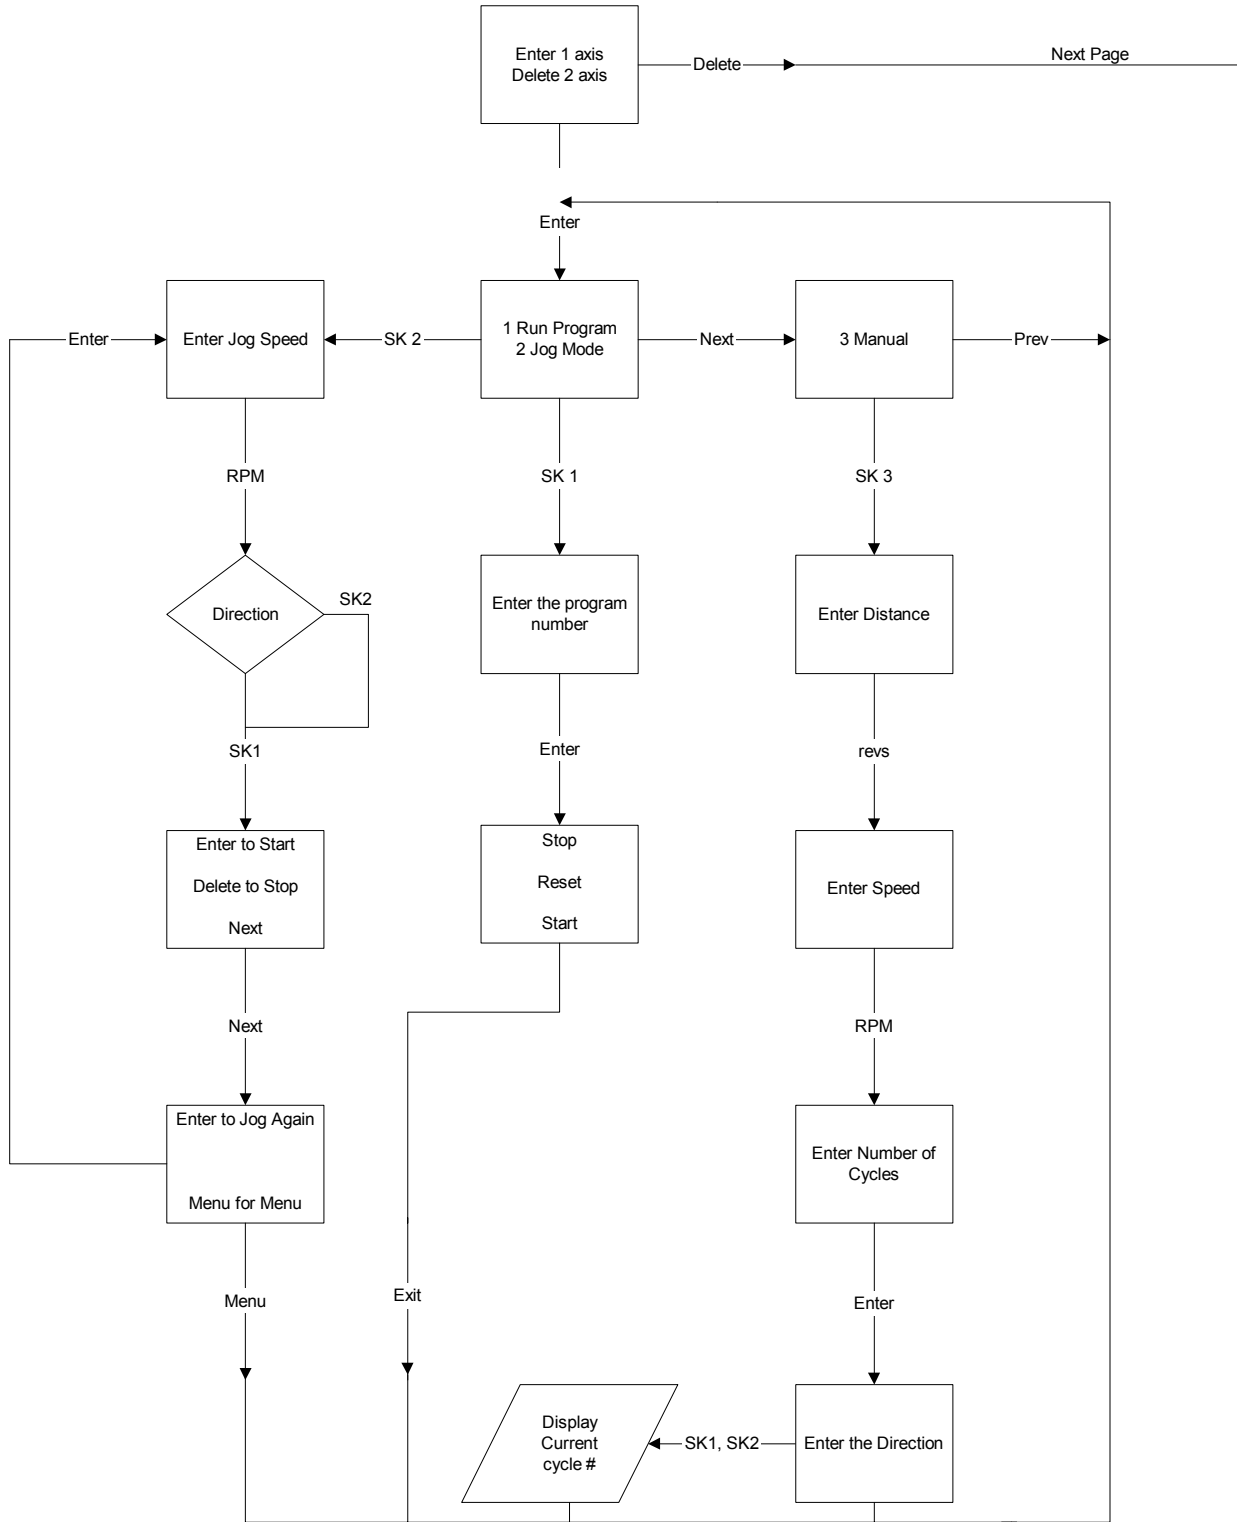 Enter 1 axis
Delete 2 axis
Delete
Next Page
Enter
Enter
Enter Jog Speed
SK 2
1 Run Program
2 Jog Mode
Next
3 Manual
Prev
RPM
SK 1
SK 3
Direction
SK2
Enter the program
number
Enter Distance
SK1
Enter
revs
Enter to Start
Delete to Stop
Next
Stop
Reset
Start
Enter Speed
Next
RPM
Enter to Jog Again
Menu for Menu
Enter Number of
Cycles
Menu
Exit
Enter
Display
Current
cycle #
SK1, SK2
Enter the Direction